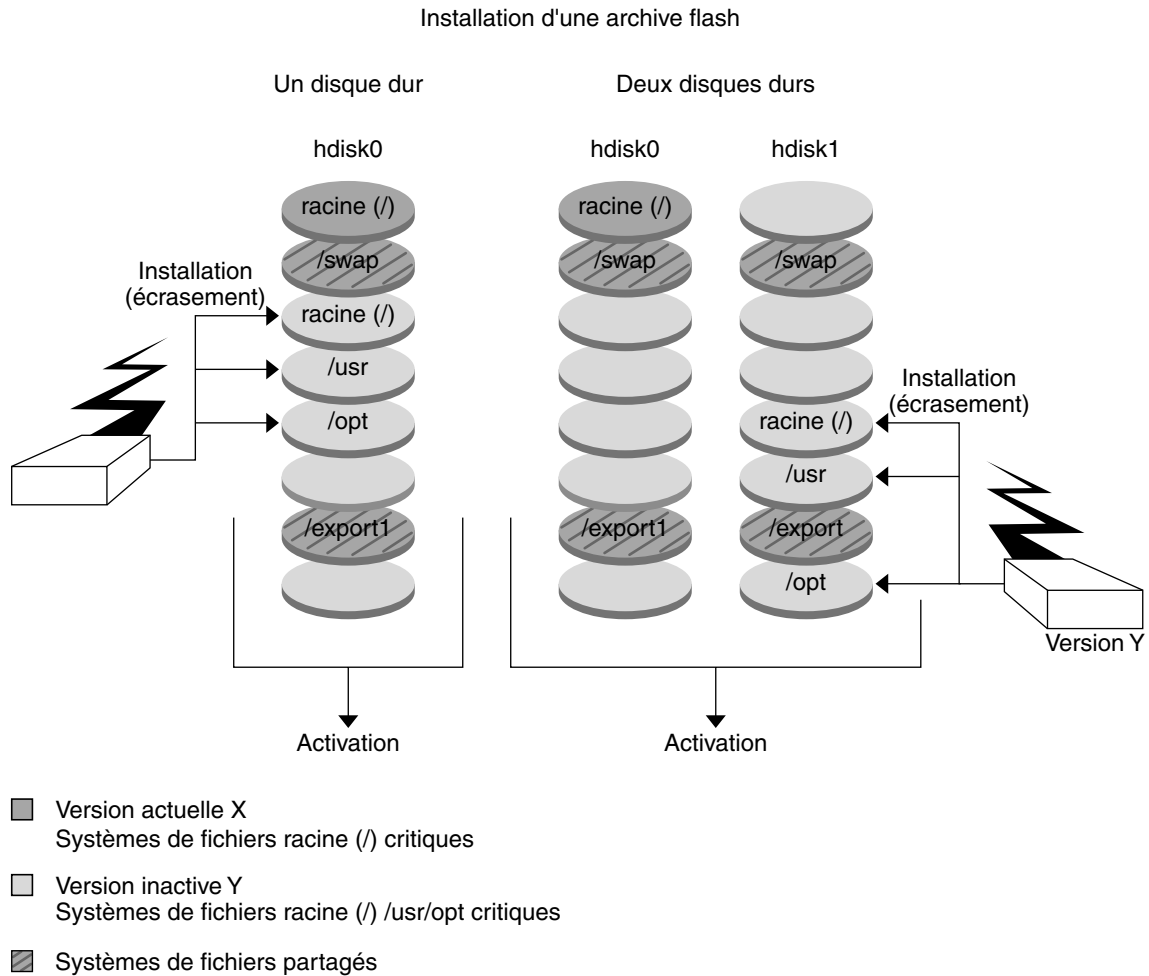 Installation d'une archive flash
Un disque dur
Deux disques durs
hdisk0
hdisk0
hdisk1
racine (/)
/swap
racine (/)
/usr
/opt
/export1
Installation
(écrasement)
Activation
racine (/)
/swap
/export1
/swap
racine (/)
/usr
/export
/opt
Installation
(écrasement)
Version Y
Activation
Version actuelle X
Systèmes de fichiers racine (/) critiques
Version inactive Y
Systèmes de fichiers racine (/) /usr/opt critiques
Systèmes de fichiers partagés